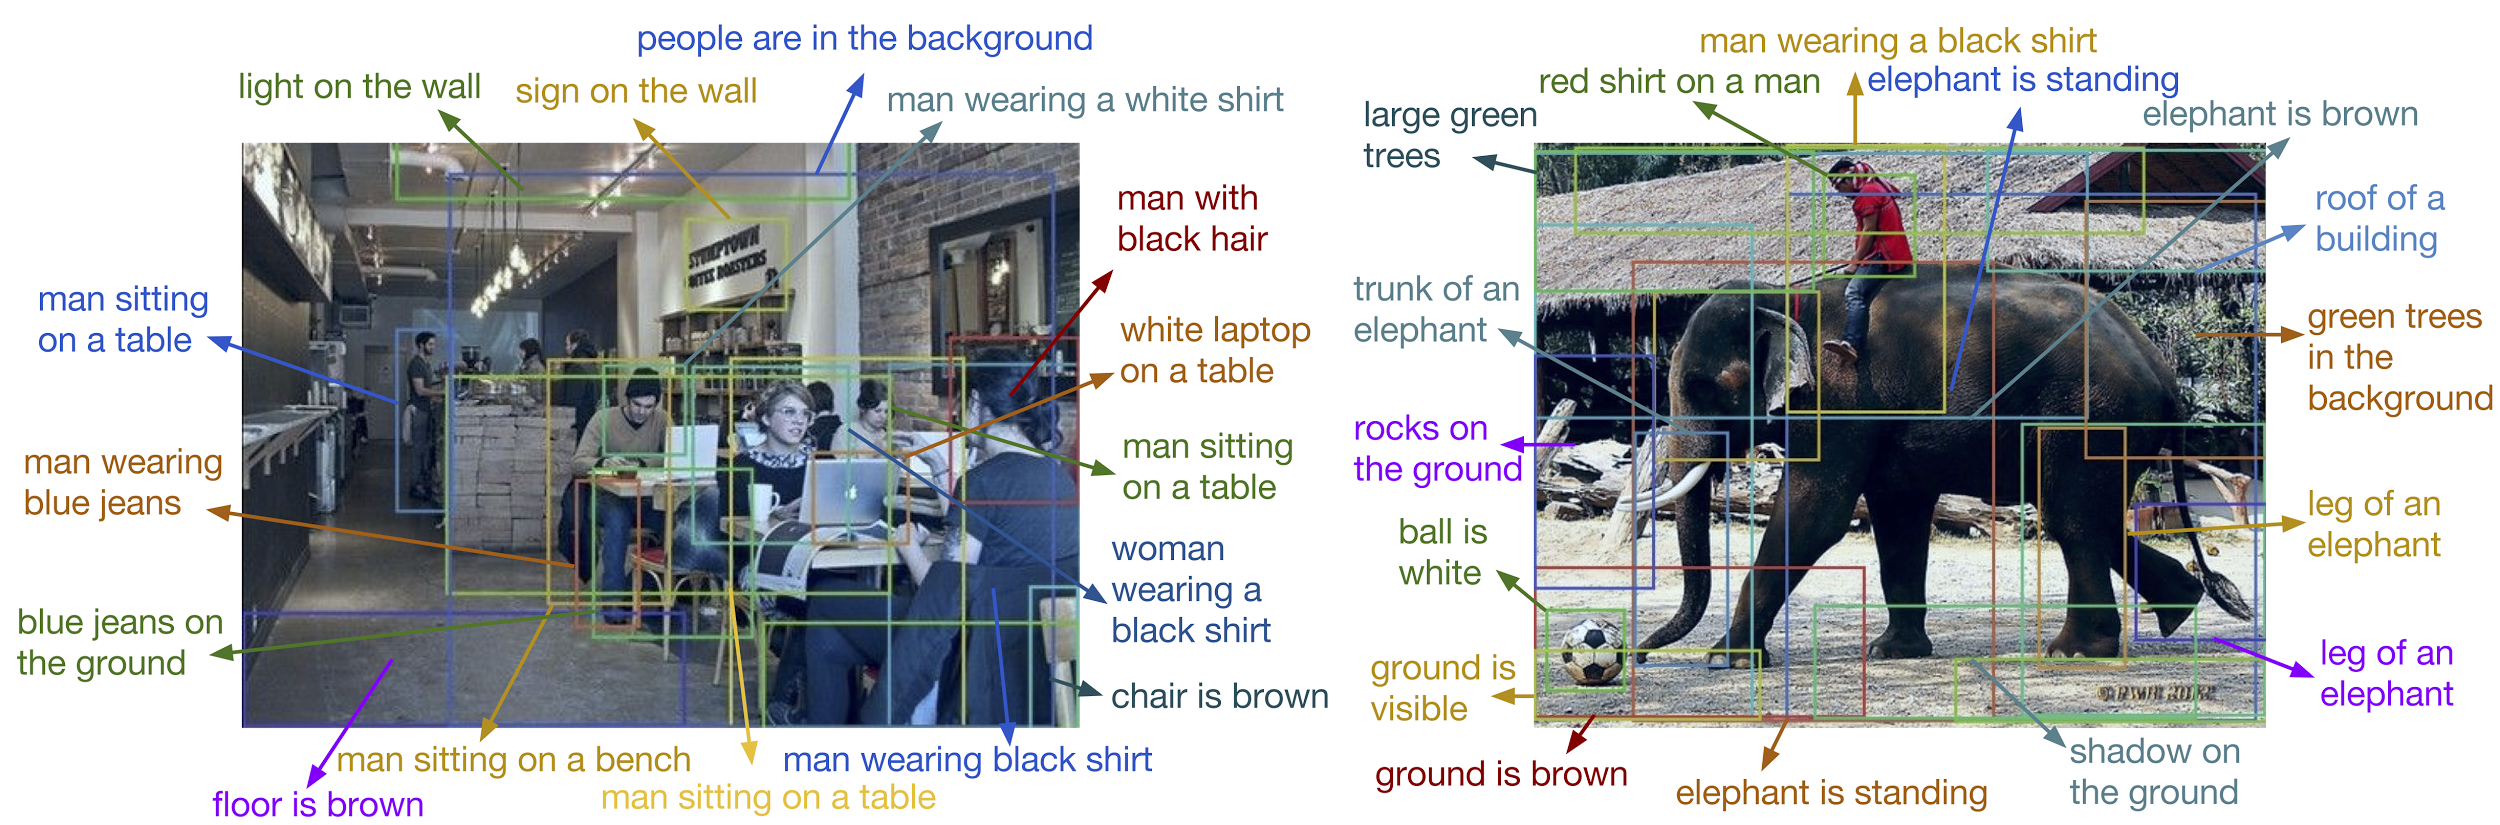 people are in the background
light on the wall
sign on the wall
man wearing a white shirt
man with
black hair
man sitting
on a table
white laptop
on a table
man wearing
blue jeans
man sitting
on a table
woman
wearing a
black shirt
blue jeans on
the ground
chair is brown
man sitting on a bench
man wearing black shirt
man sitting on a table
floor is brown
STUMPTOWN
COFFEE ROASTERS
man wearing a black shirt
red shirt on a man
elephant is standing
large green
trees
elephant is brown
roof of a
building
trunk of an
elephant
green trees
in the
background
rocks on
the ground
leg of an
elephant
ball is
white
ground is
visible
leg of an
elephant
ground is brown
elephant is standing
shadow on
the ground